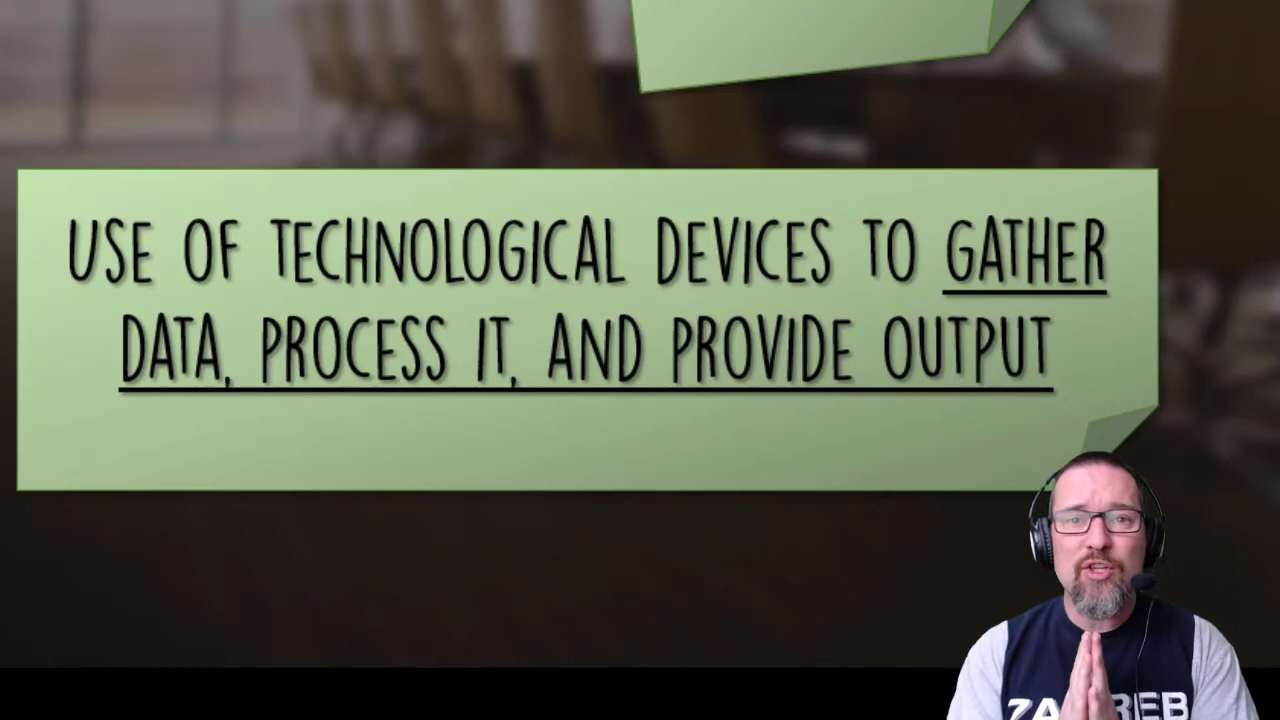 USE OF TECHNOLOGICAL DEVICES TO GATHER
DATA, PROCESS IT, AND PROVIDE OUTPUT